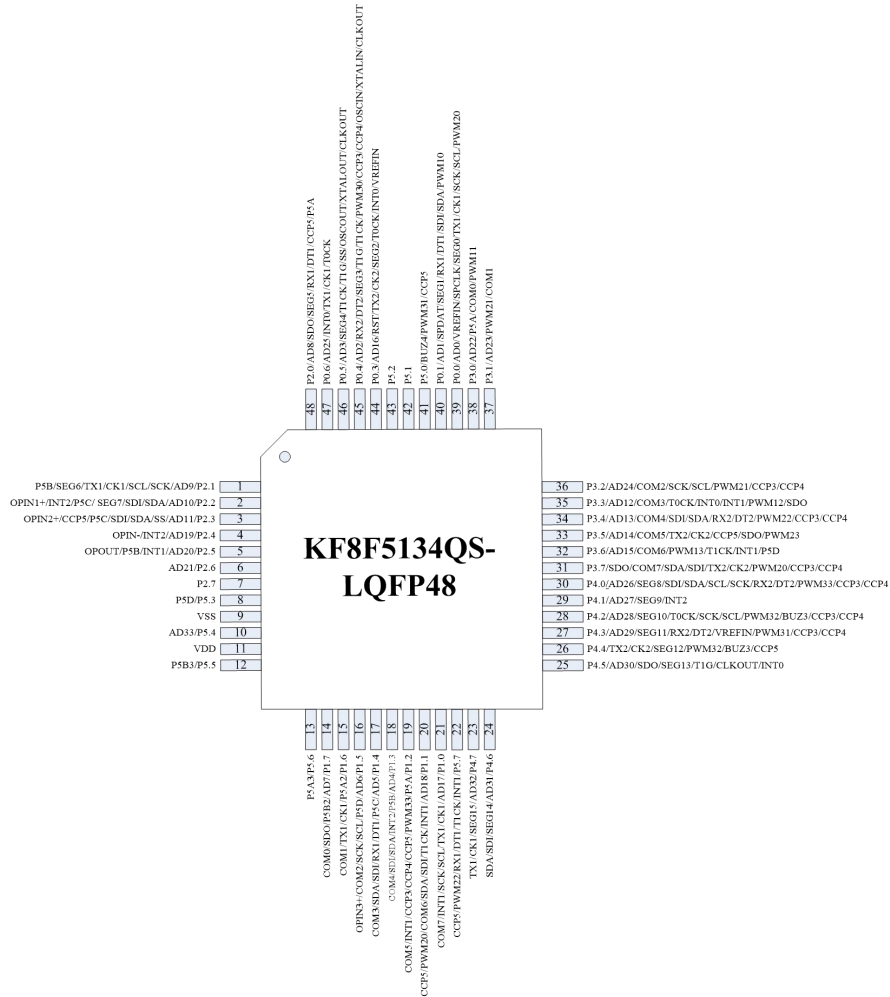 P2.0/AD8/SDO/SEG5/RX1/DT1/CCP5/P5A
P0.6/AD25/INT0/TX1/CK1/T0CK
P0.5/AD3/SEG4/T1CK/T1G/SS/OSCOUT/XTALOUT/CLKOUT
P0.4/AD2/RX2/DT2/SEG3/T1G/T1CK/PWM30/CCP3/CCP4/OSCIN/XTALIN/CLKOUT
P0.3/AD16/RST/TX2/CK2/SEG2/T0CK/INT0/VREFIN
P5.2
P5.1
P5.0/BUZ4/PWM31/CCP5
P0.1/AD1/SPDAT/SEG1/RX1/DT1/SDI/SDA/PWM10
P0.0/AD0/VREFIN/SPCLK/SEG0/TX1/CK1/SCK/SCL/PWM20
P3.0/AD22/P5A/COM0/PWM11
P3.1/AD23/PWM21/COM1
48
47
46
45
44
43
42
41
40
39
38
37
P5B/SEG6/TX1/CK1/SCL/SCK/AD9/P2.1 1
OPIN1+/INT2/P5C/ SEG7/SDI/SDA/AD10/P2.2 2
OPIN2+/CCP5/P5C/SDI/SDA/SS/AD11/P2.3 3
OPIN-/INT2/AD19/P2.4 4
OPOUT/P5B/INT1/AD20/P2.5 5
AD21/P2.6 6
P2.7 7
P5D/P5.3 8
VSS 9
AD33/P5.4 10
VDD 11
P5B3/P5.5 12
KF8F5134QS-
LQFP48
36 P3.2/AD24/COM2/SCK/SCL/PWM21/CCP3/CCP4
35 P3.3/AD12/COM3/T0CK/INT0/INT1/PWM12/SDO
34 P3.4/AD13/COM4/SDI/SDA/RX2/DT2/PWM22/CCP3/CCP4
33 P3.5/AD14/COM5/TX2/CK2/CCP5/SDO/PWM23
32 P3.6/AD15/COM6/PWM13/T1CK/INT1/P5D
31 P3.7/SDO/COM7/SDA/SDI/TX2/CK2/PWM20/CCP3/CCP4
30 P4.0/AD26/SEG8/SDI/SDA/SCL/SCK/RX2/DT2/PWM33/CCP3/CCP4
29 P4.1/AD27/SEG9/INT2
28 P4.2/AD28/SEG10/T0CK/SCK/SCL/PWM32/BUZ3/CCP3/CCP4
27 P4.3/AD29/SEG11/RX2/DT2/VREFIN/PWM31/CCP3/CCP4
26 P4.4/TX2/CK2/SEG12/PWM32/BUZ3/CCP5
25 P4.5/AD30/SDO/SEG13/T1G/CLKOUT/INT0
13
14
15
16
17
18
19
20
21
22
23
24
P5A3/P5.6
COM0/SDO/P5B2/AD7/P1.7
COM1/TX1/CK1/P5A2/P1.6
OPIN3+/COM2/SCK/SCL/P5D/AD6/P1.5
COM3/SDA/SDI/RX1/DT1/P5C/AD5/P1.4
COM4/SDI/SDA/INT2/P5B/AD4/P1.3
COM5/INT1/CCP3/CCP4/CCP5/PWM33/P5A/P1.2
CCP5/PWM20/COM6/SDA/SDI/T1CK/INT1/AD18/P1.1
COM7/INT1/SCK/SCL/TX1/CK1/AD17/P1.0
CCP5/PWM22/RX1/DT1/T1CK/INT1/P5.7
TX1/CK1/SEG15/AD32/P4.7
SDA/SDI/SEG14/AD31/P4.6